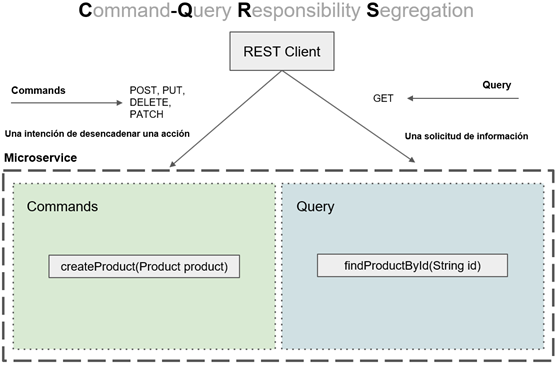 Command-Query Responsibility Segregation
REST Client
Commands
POST, PUT,
DELETE,
PATCH
Query
GET
Una intención de desencadenar una acción
Una solicitud de información
Microservice
Commands
createProduct(Product product)
Query
findProductById(String id)